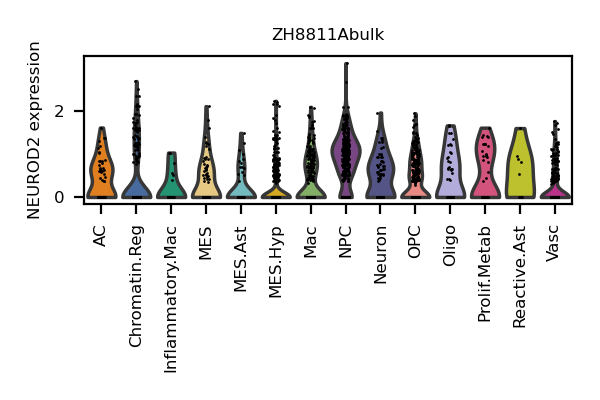 ZH8811Abulk
NEUROD2 expression
2
0
AC
Chromatin.Reg
Inflammatory.Mac
MES
MES.Ast
MES.Hyp
Mac
NPC
Neuron
OPC
Oligo
Prolif.Metab
Reactive.Ast
Vasc